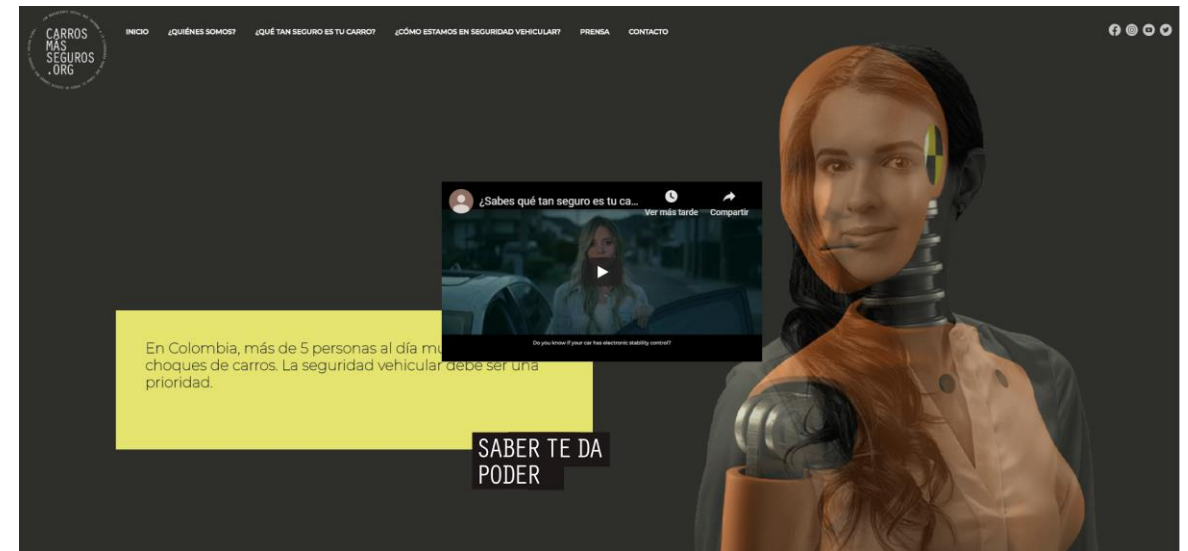 CARROS
MÁS
SEGUROS
.ORG
INICIO ¿QUIÉNES SOMOS? ¿QUÉ TAN SEGURO ES TU CARRO? ¿CÓMO ESTAMOS EN SEGURIDAD VEHICULAR? PRENSA CONTACTO
¿Sabes qué tan seguro es tu ca...
Ver más tarde Compartir
Do you know if your car has electronic stability control?
En Colombia, más de 5 personas al día mu
choques de carros. La seguridad vehicular debe ser una
prioridad.
SABER TE DA
PODER